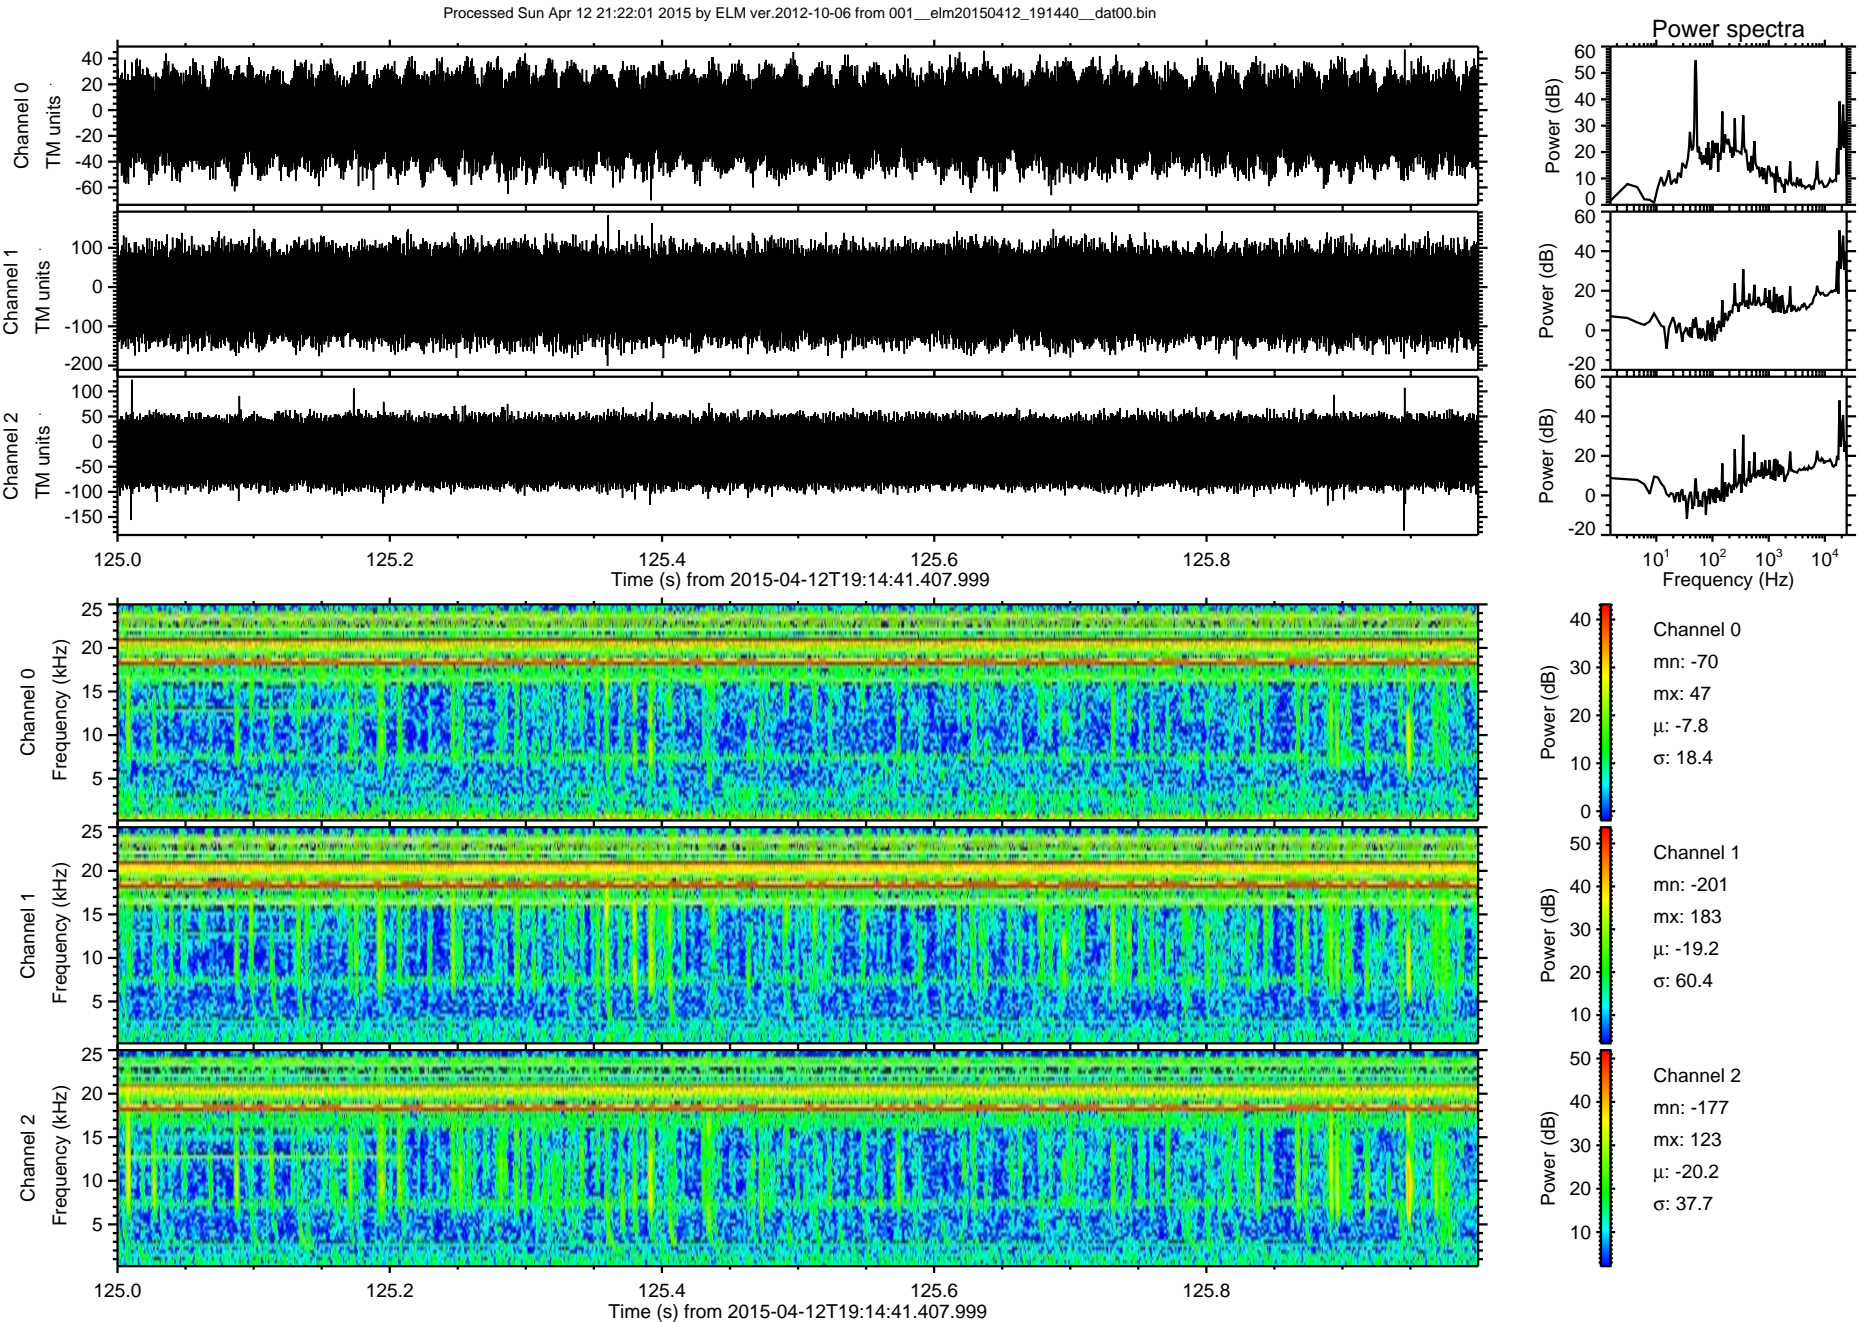 Processed Sun Apr 12 21:22:01 2015 by ELM ver.2012-10-06 from 001__elm20150412_191440__dat00.bin
Power spectra
Channel 0
TM units
40
20
0
-20
-40
-60
Power (dB)
60
50
40
30
20
10
0
Channel 1
TM units
100
0
-100
-200
Power (dB)
60
40
20
0
-20
Channel 2
TM units
100
50
0
-50
-100
-150
Power (dB)
60
40
20
0
-20
125.0 125.2 125.4 125.6 125.8
Time (s) from 2015-04-12T19:14:41.407.999
10^1 10^2 10^3 10^4
Frequency (Hz)
Channel 0
Frequency (kHz)
25
20
15
10
5
Power (dB)
40
30
20
10
0
Channel 0
mn: -70
mx: 47
μ: -7.8
σ: 18.4
Channel 1
Frequency (kHz)
25
20
15
10
5
Power (dB)
50
40
30
20
10
Channel 1
mn: -201
mx: 183
μ: -19.2
σ: 60.4
Channel 2
Frequency (kHz)
25
20
15
10
5
Power (dB)
50
40
30
20
10
Channel 2
mn: -177
mx: 123
μ: -20.2
σ: 37.7
125.0 125.2 125.4 125.6 125.8
Time (s) from 2015-04-12T19:14:41.407.999